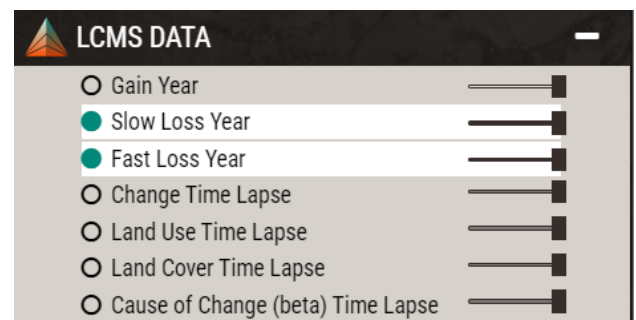 LCMS DATA
Gain Year
Slow Loss Year
Fast Loss Year
Change Time Lapse
Land Use Time Lapse
Land Cover Time Lapse
Cause of Change (beta) Time Lapse